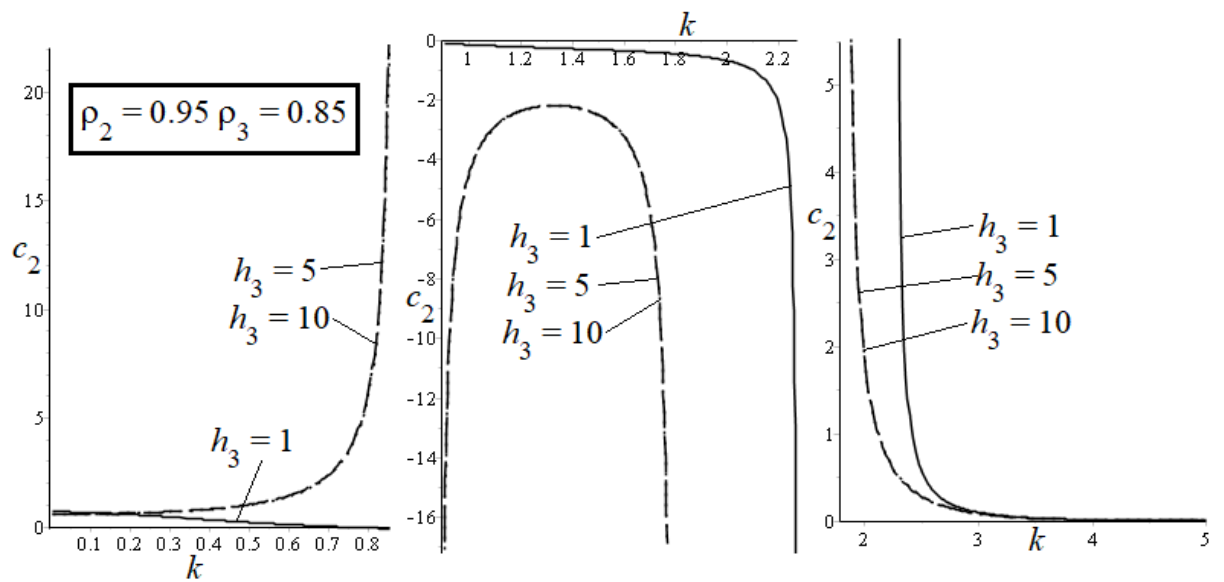 20
15
10
5
0
c₂
ρ₂ = 0.95 ρ₃ = 0.85
h₃ = 5
h₃ = 10
h₃ = 1
0.1 0.2 0.3 0.4 0.5 0.6 0.7 0.8
k
k
0
1 1.2 1.4 1.6 1.8 2 2.2
-2
-4
-6
-8
-10
-12
-14
-16
c₂
h₃ = 1
h₃ = 5
h₃ = 10
5
4
3
2
1
0
c₂
h₃ = 1
h₃ = 5
h₃ = 10
2 3 4 5
k